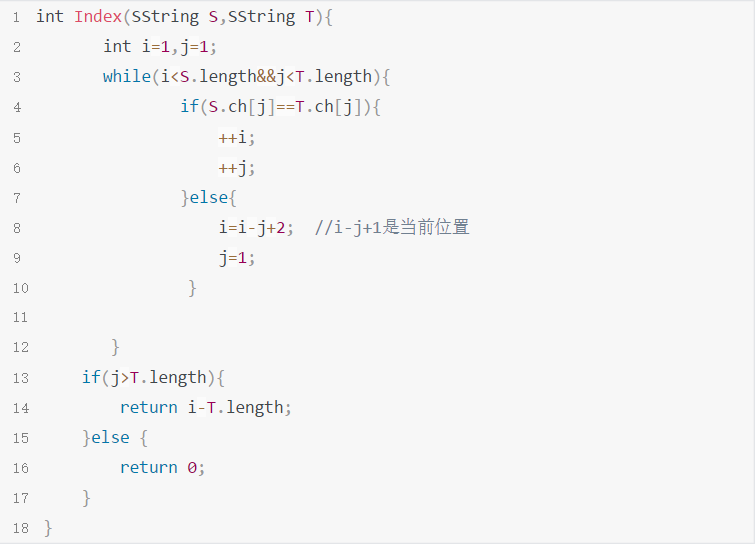 1 int Index(SString S,SString T){
2 int i=1,j=1;
3 while(i<S.length&&j<T.length){
4 if(S.ch[j]==T.ch[j]){
5 ++i;
6 ++j;
7 }else{
8 i=i-j+2; //i-j+1是当前位置
9 j=1;
10 }
11
12 }
13 if(j>T.length){
14 return i-T.length;
15 }else {
16 return 0;
17 }
18 }